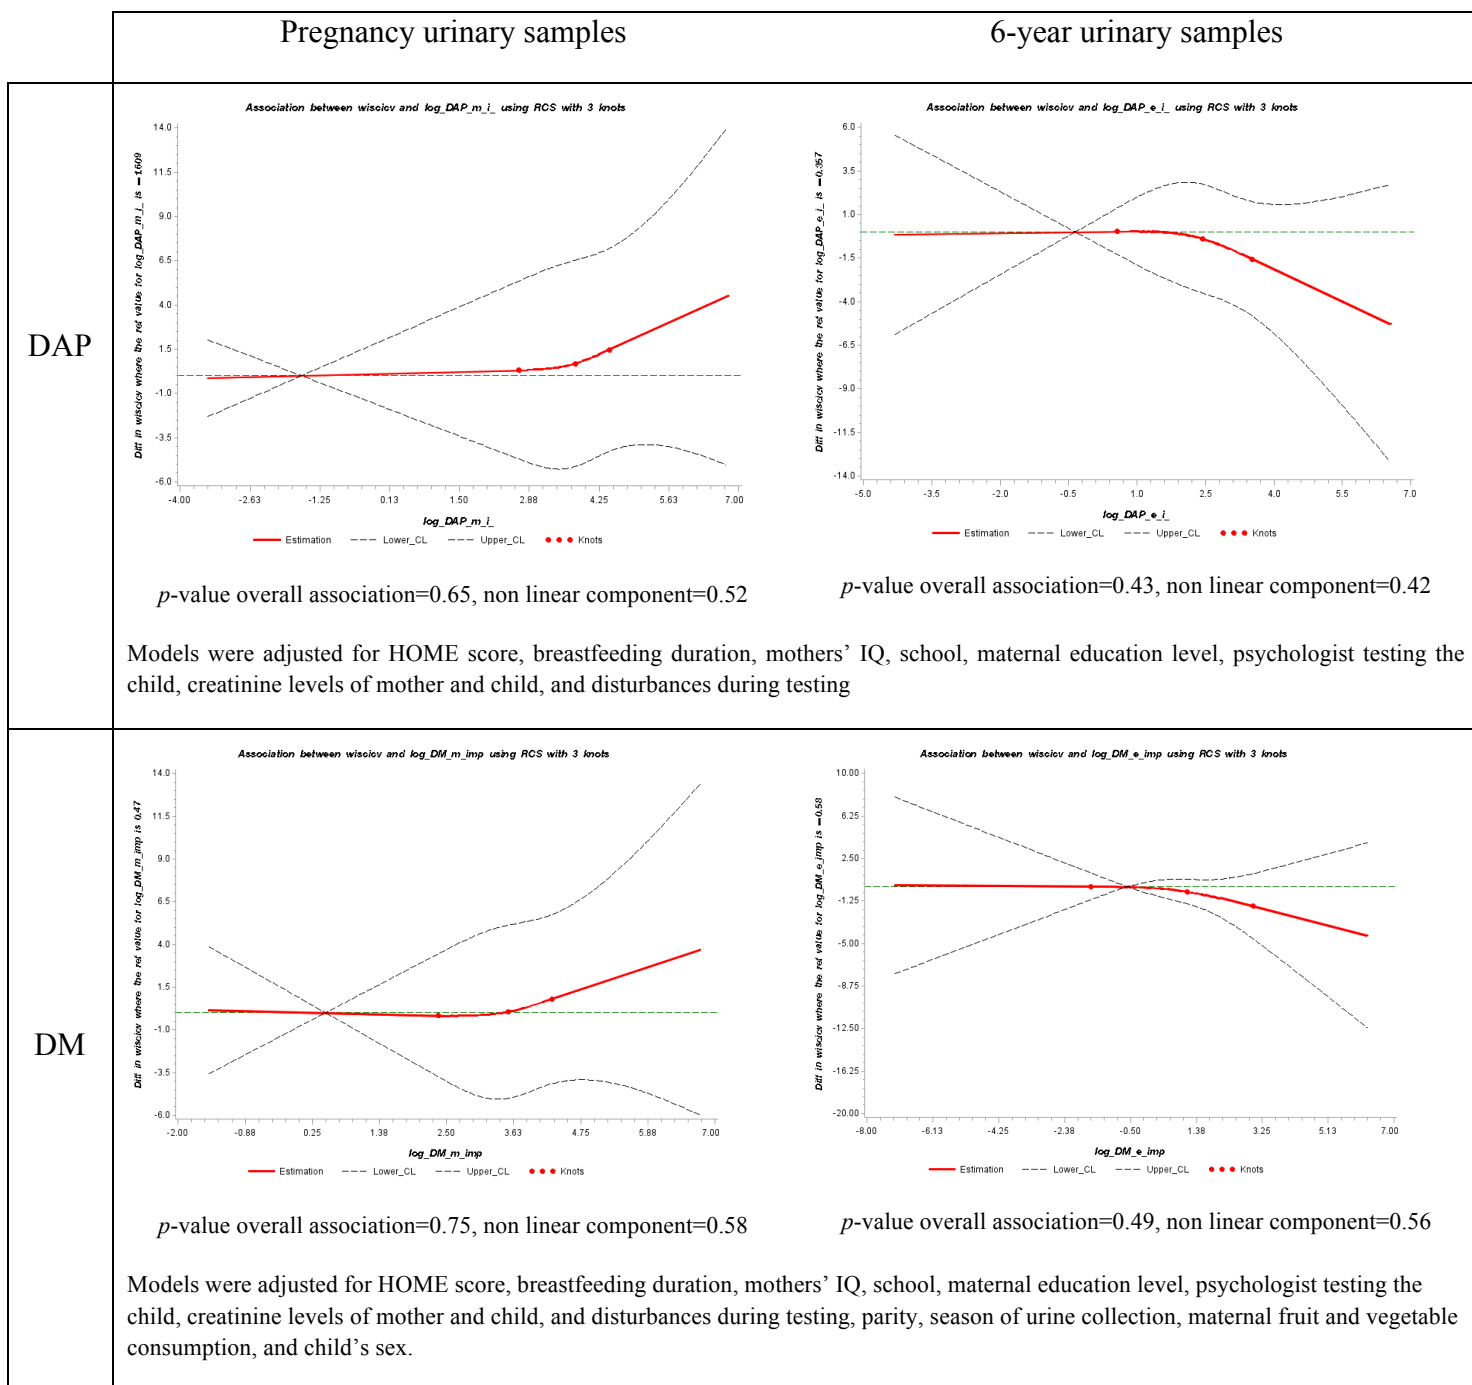 Pregnancy urinary samples
6-year urinary samples
DAP
Association between wiscicv and log_DAP_m_i_ using RCS with 3 knots
Diff in wiscicv where the ref value for log_DAP_m_i_ is -1.609
14.0
11.5
9.0
6.5
4.0
1.5
-1.0
-3.5
-6.0
-4.00 -2.63 -1.25 0.13 1.50 2.88 4.25 5.63 7.00
log_DAP_m_i_
Estimation Lower_CL Upper_CL Knots
p-value overall association=0.65, non linear component=0.52
Association between wiscicv and log_DAP_e_i_ using RCS with 3 knots
Diff in wiscicv where the ref value for log_DAP_e_i_ is -0.357
6.0
3.5
1.0
-1.5
-4.0
-6.5
-9.0
-11.5
-14.0
-5.0 -3.5 -2.0 -0.5 1.0 2.5 4.0 5.5 7.0
log_DAP_e_i_
Estimation Lower_CL Upper_CL Knots
p-value overall association=0.43, non linear component=0.42
Models were adjusted for HOME score, breastfeeding duration, mothers’ IQ, school, maternal education level, psychologist testing the
child, creatinine levels of mother and child, and disturbances during testing
DM
Association between wiscicv and log_DM_m_imp using RCS with 3 knots
Diff in wiscicv where the ref value for log_DM_m_imp is 0.47
14.0
11.5
9.0
6.5
4.0
1.5
-1.0
-3.5
-6.0
-2.00 -0.88 0.25 1.38 2.50 3.63 4.75 5.88 7.00
log_DM_m_imp
Estimation Lower_CL Upper_CL Knots
p-value overall association=0.75, non linear component=0.58
Association between wiscicv and log_DM_e_imp using RCS with 3 knots
Diff in wiscicv where the ref value for log_DM_e_imp is -0.58
10.00
6.25
2.50
-1.25
-5.00
-8.75
-12.50
-16.25
-20.00
-8.00 -6.13 -4.25 -2.38 -0.50 1.38 3.25 5.13 7.00
log_DM_e_imp
Estimation Lower_CL Upper_CL Knots
p-value overall association=0.49, non linear component=0.56
Models were adjusted for HOME score, breastfeeding duration, mothers’ IQ, school, maternal education level, psychologist testing the
child, creatinine levels of mother and child, and disturbances during testing, parity, season of urine collection, maternal fruit and vegetable
consumption, and child’s sex.